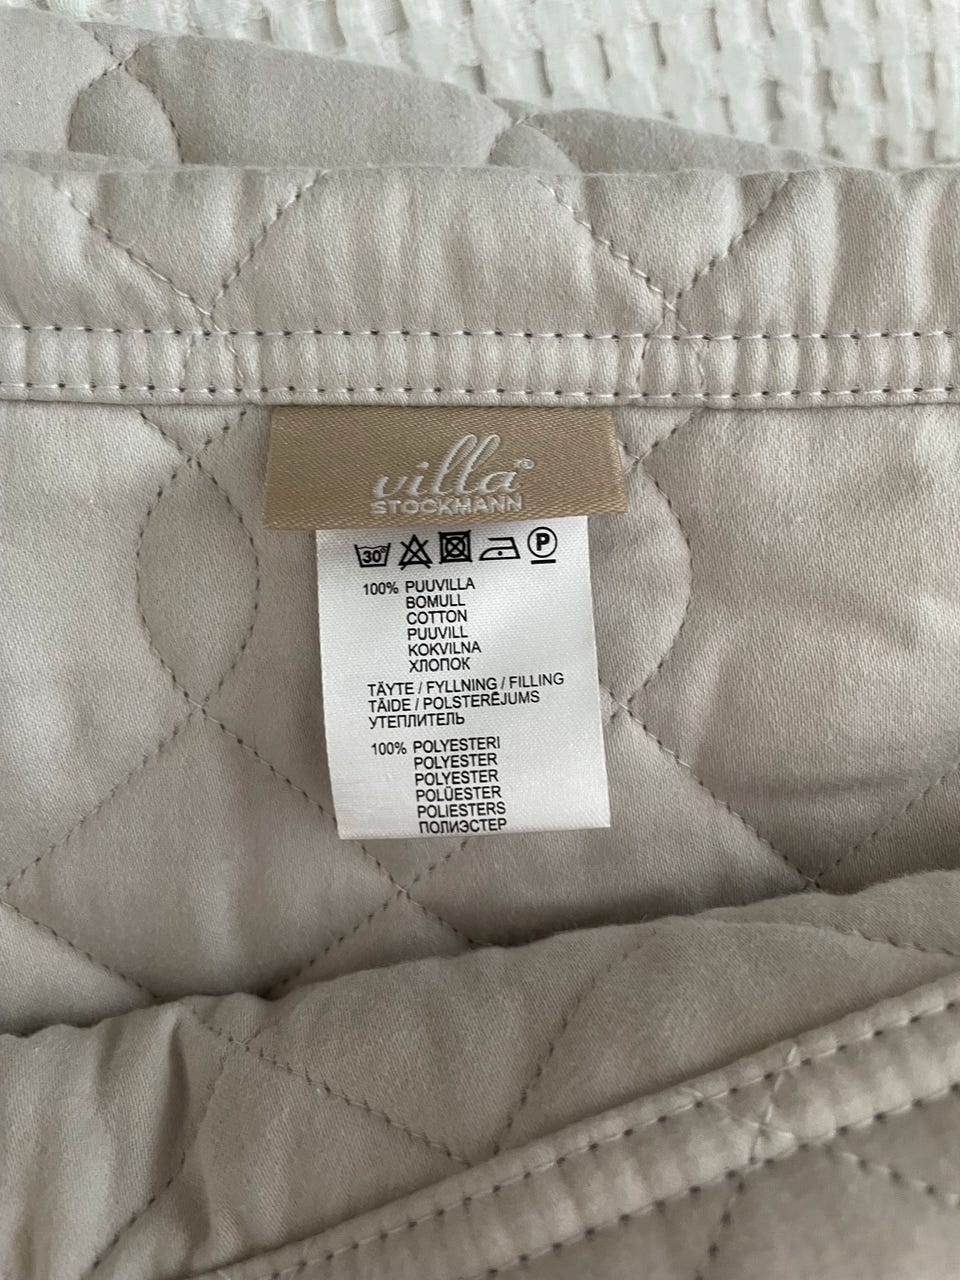 villa
STOCKMANN
30° P
100% PUUVILLA
BOMULL
COTTON
PUUVILL
KOKVILNA
ХЛОПОК
TÄYTE / FYLLNING / FILLING
TÄIDE / POLSTERĒJUMS
УТЕПЛИТЕЛЬ
100% POLYESTERI
POLYESTER
POLYESTER
POLÜESTER
POLIESTERS
ПОЛИЭСТЕР